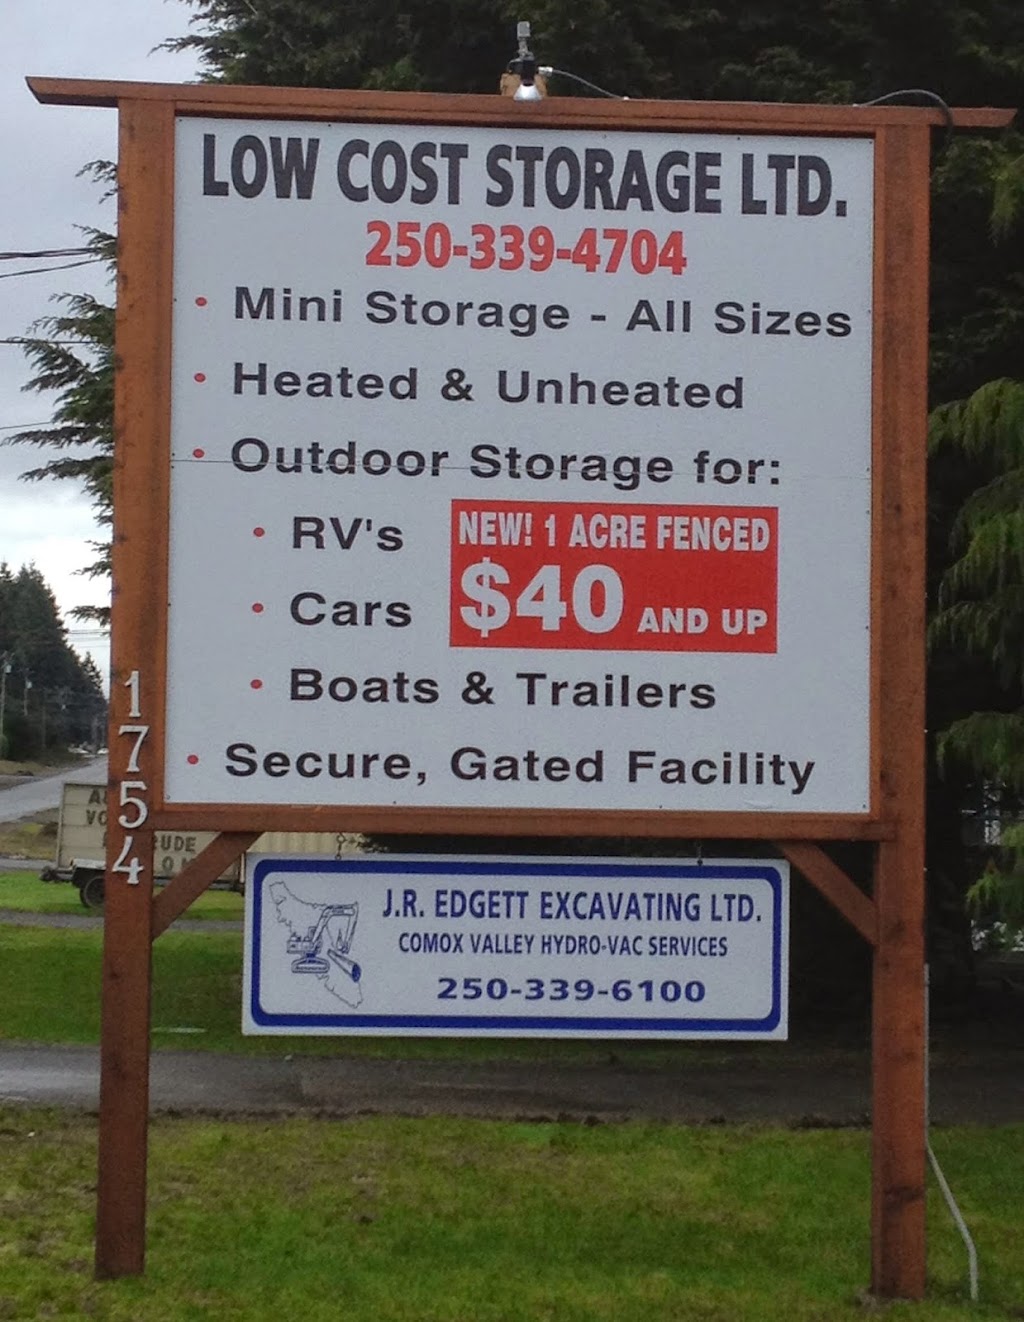 LOW COST STORAGE LTD.
250-339-4704
• Mini Storage - All Sizes
• Heated & Unheated
• Outdoor Storage for:
• RV's
NEW! 1 ACRE FENCED
• Cars
$40 AND UP
• Boats & Trailers
• Secure, Gated Facility
1754
J.R. EDGETT EXCAVATING LTD.
COMOX VALLEY HYDRO-VAC SERVICES
250-339-6100